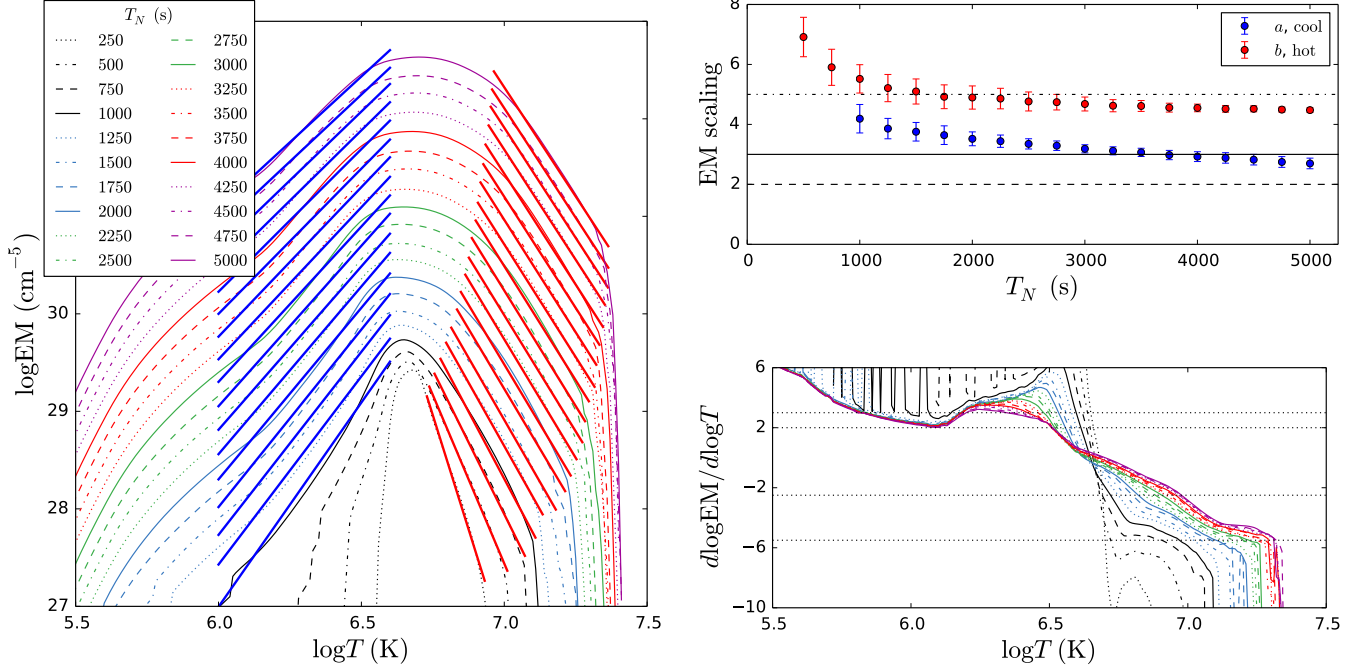 T_N (s)
250 2750
500 3000
750 3250
1000 3500
1250 3750
1500 4000
1750 4250
2000 4500
2250 4750
2500 5000
logEM (cm⁻⁵)
30
29
28
27
5.5 6.0 6.5 7.0 7.5
logT (K)
8
6
4
2
0
EM scaling
a, cool
b, hot
0 1000 2000 3000 4000 5000
T_N (s)
6
2
−2
−6
−10
dlogEM/dlogT
5.5 6.0 6.5 7.0 7.5
logT (K)